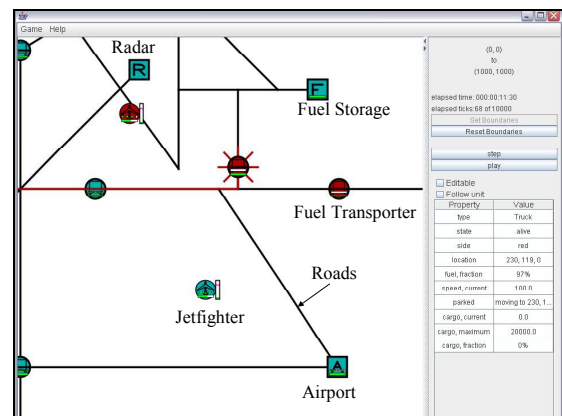 Game Help
Radar
R
F
Fuel Storage
Fuel Transporter
Roads
Jetfighter
A
Airport
(0, 0)
to
(1000, 1000)
elapsed time: 000:00:11:30
elapsed ticks:68 of 10000
Set Boundaries
Reset Boundaries
step
play
Editable
Follow unit
Property Value
type Truck
state alive
side red
location 230, 119, 0
fuel, fraction 97%
speed, current 100.0
parked moving to 230, 1...
cargo, current 0.0
cargo, maximum 20000.0
cargo, fraction 0%